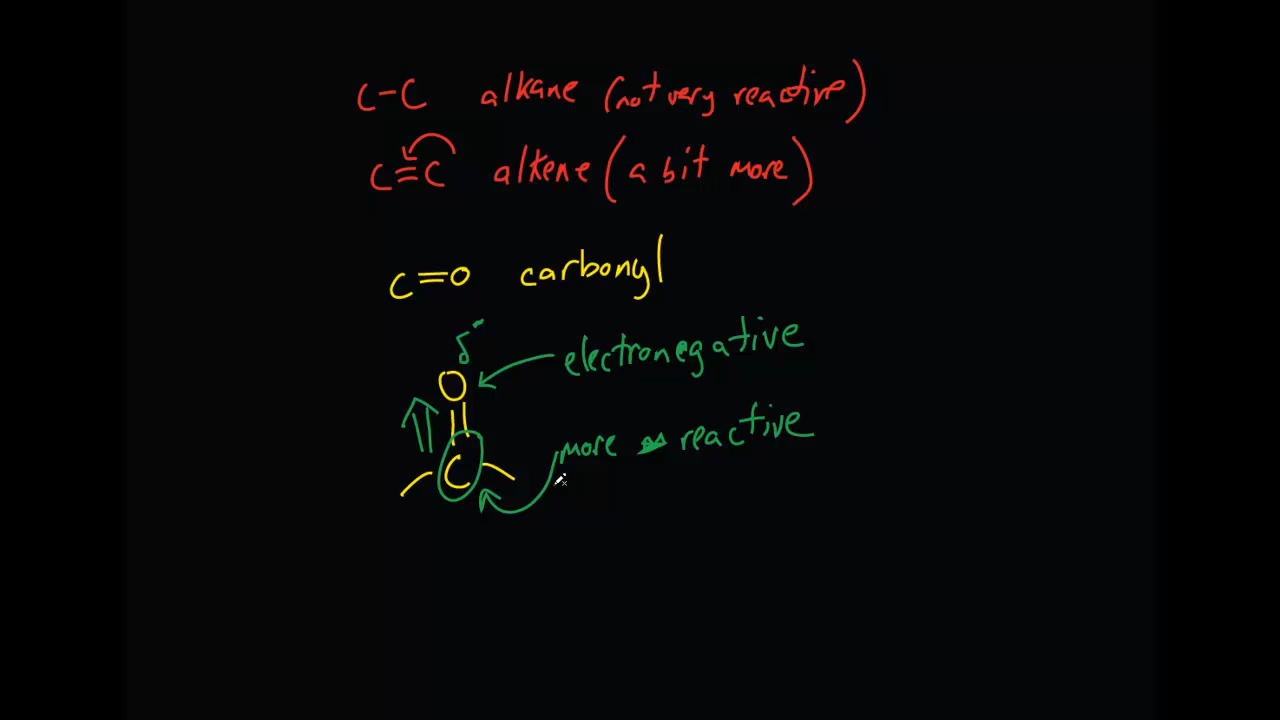 C-C alkane (not very reactive)
C=C alkene (a bit more)
C=O carbonyl
δ-
electronegative
O
more reactive
C